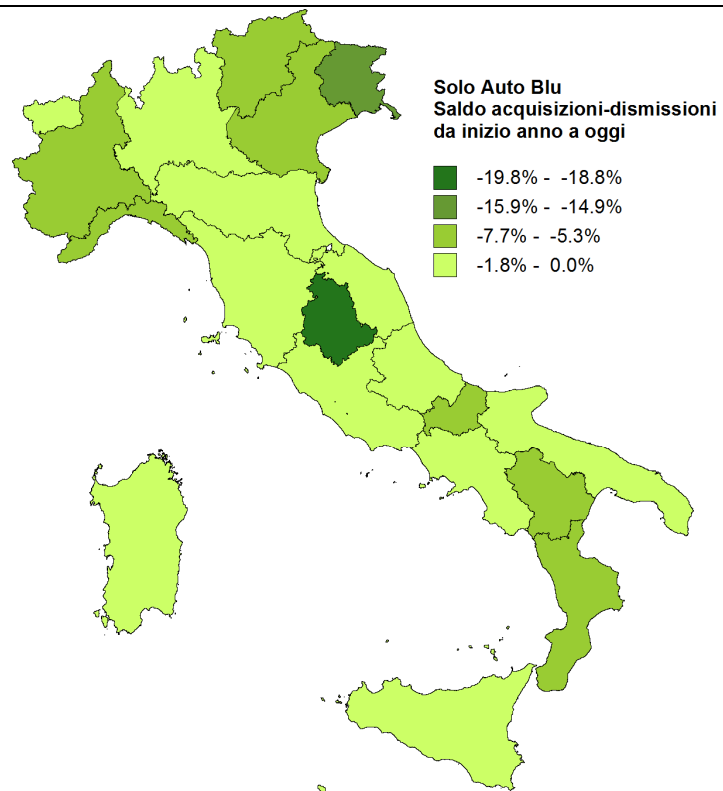 Solo Auto Blu
Saldo acquisizioni-dismissioni
da inizio anno a oggi
-19.8% - -18.8%
-15.9% - -14.9%
-7.7% - -5.3%
-1.8% - 0.0%